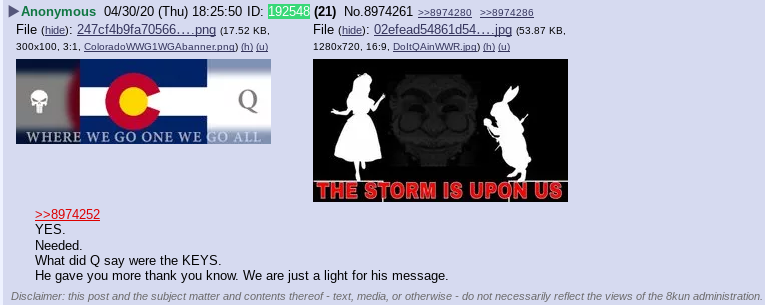 ▶Anonymous 04/30/20 (Thu) 18:25:50 ID: 192548 (21) No.8974261 >>8974280 >>8974286
File (hide): 247cf4b9fa70566….png (17.52 KB, 300x100, 3:1, ColoradoWWG1WGAbanner.png) (h) (u)
File (hide): 02efead54861d54….jpg (53.87 KB, 1280x720, 16:9, DoItQAinWWR.jpg) (h) (u)
Q
WHERE WE GO ONE WE GO ALL
THE STORM IS UPON US
>>8974252
YES.
Needed.
What did Q say were the KEYS.
He gave you more thank you know. We are just a light for his message.
Disclaimer: this post and the subject matter and contents thereof - text, media, or otherwise - do not necessarily reflect the views of the 8kun administration.